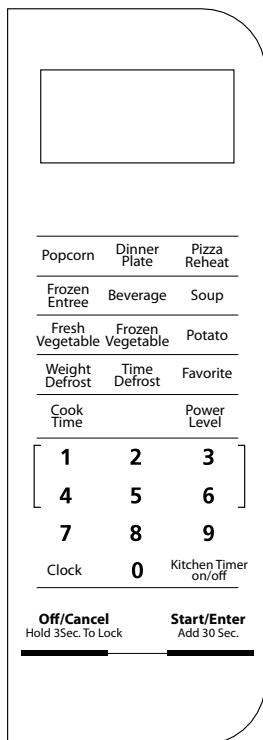 Popcorn Dinner Plate Pizza Reheat
Frozen Entree Beverage Soup
Fresh Vegetable Frozen Vegetable Potato
Weight Defrost Time Defrost Favorite
Cook Time Power Level
1 2 3
4 5 6
7 8 9
Clock 0 Kitchen Timer on/off
Off/Cancel Start/Enter
Hold 3Sec. To Lock Add 30 Sec.